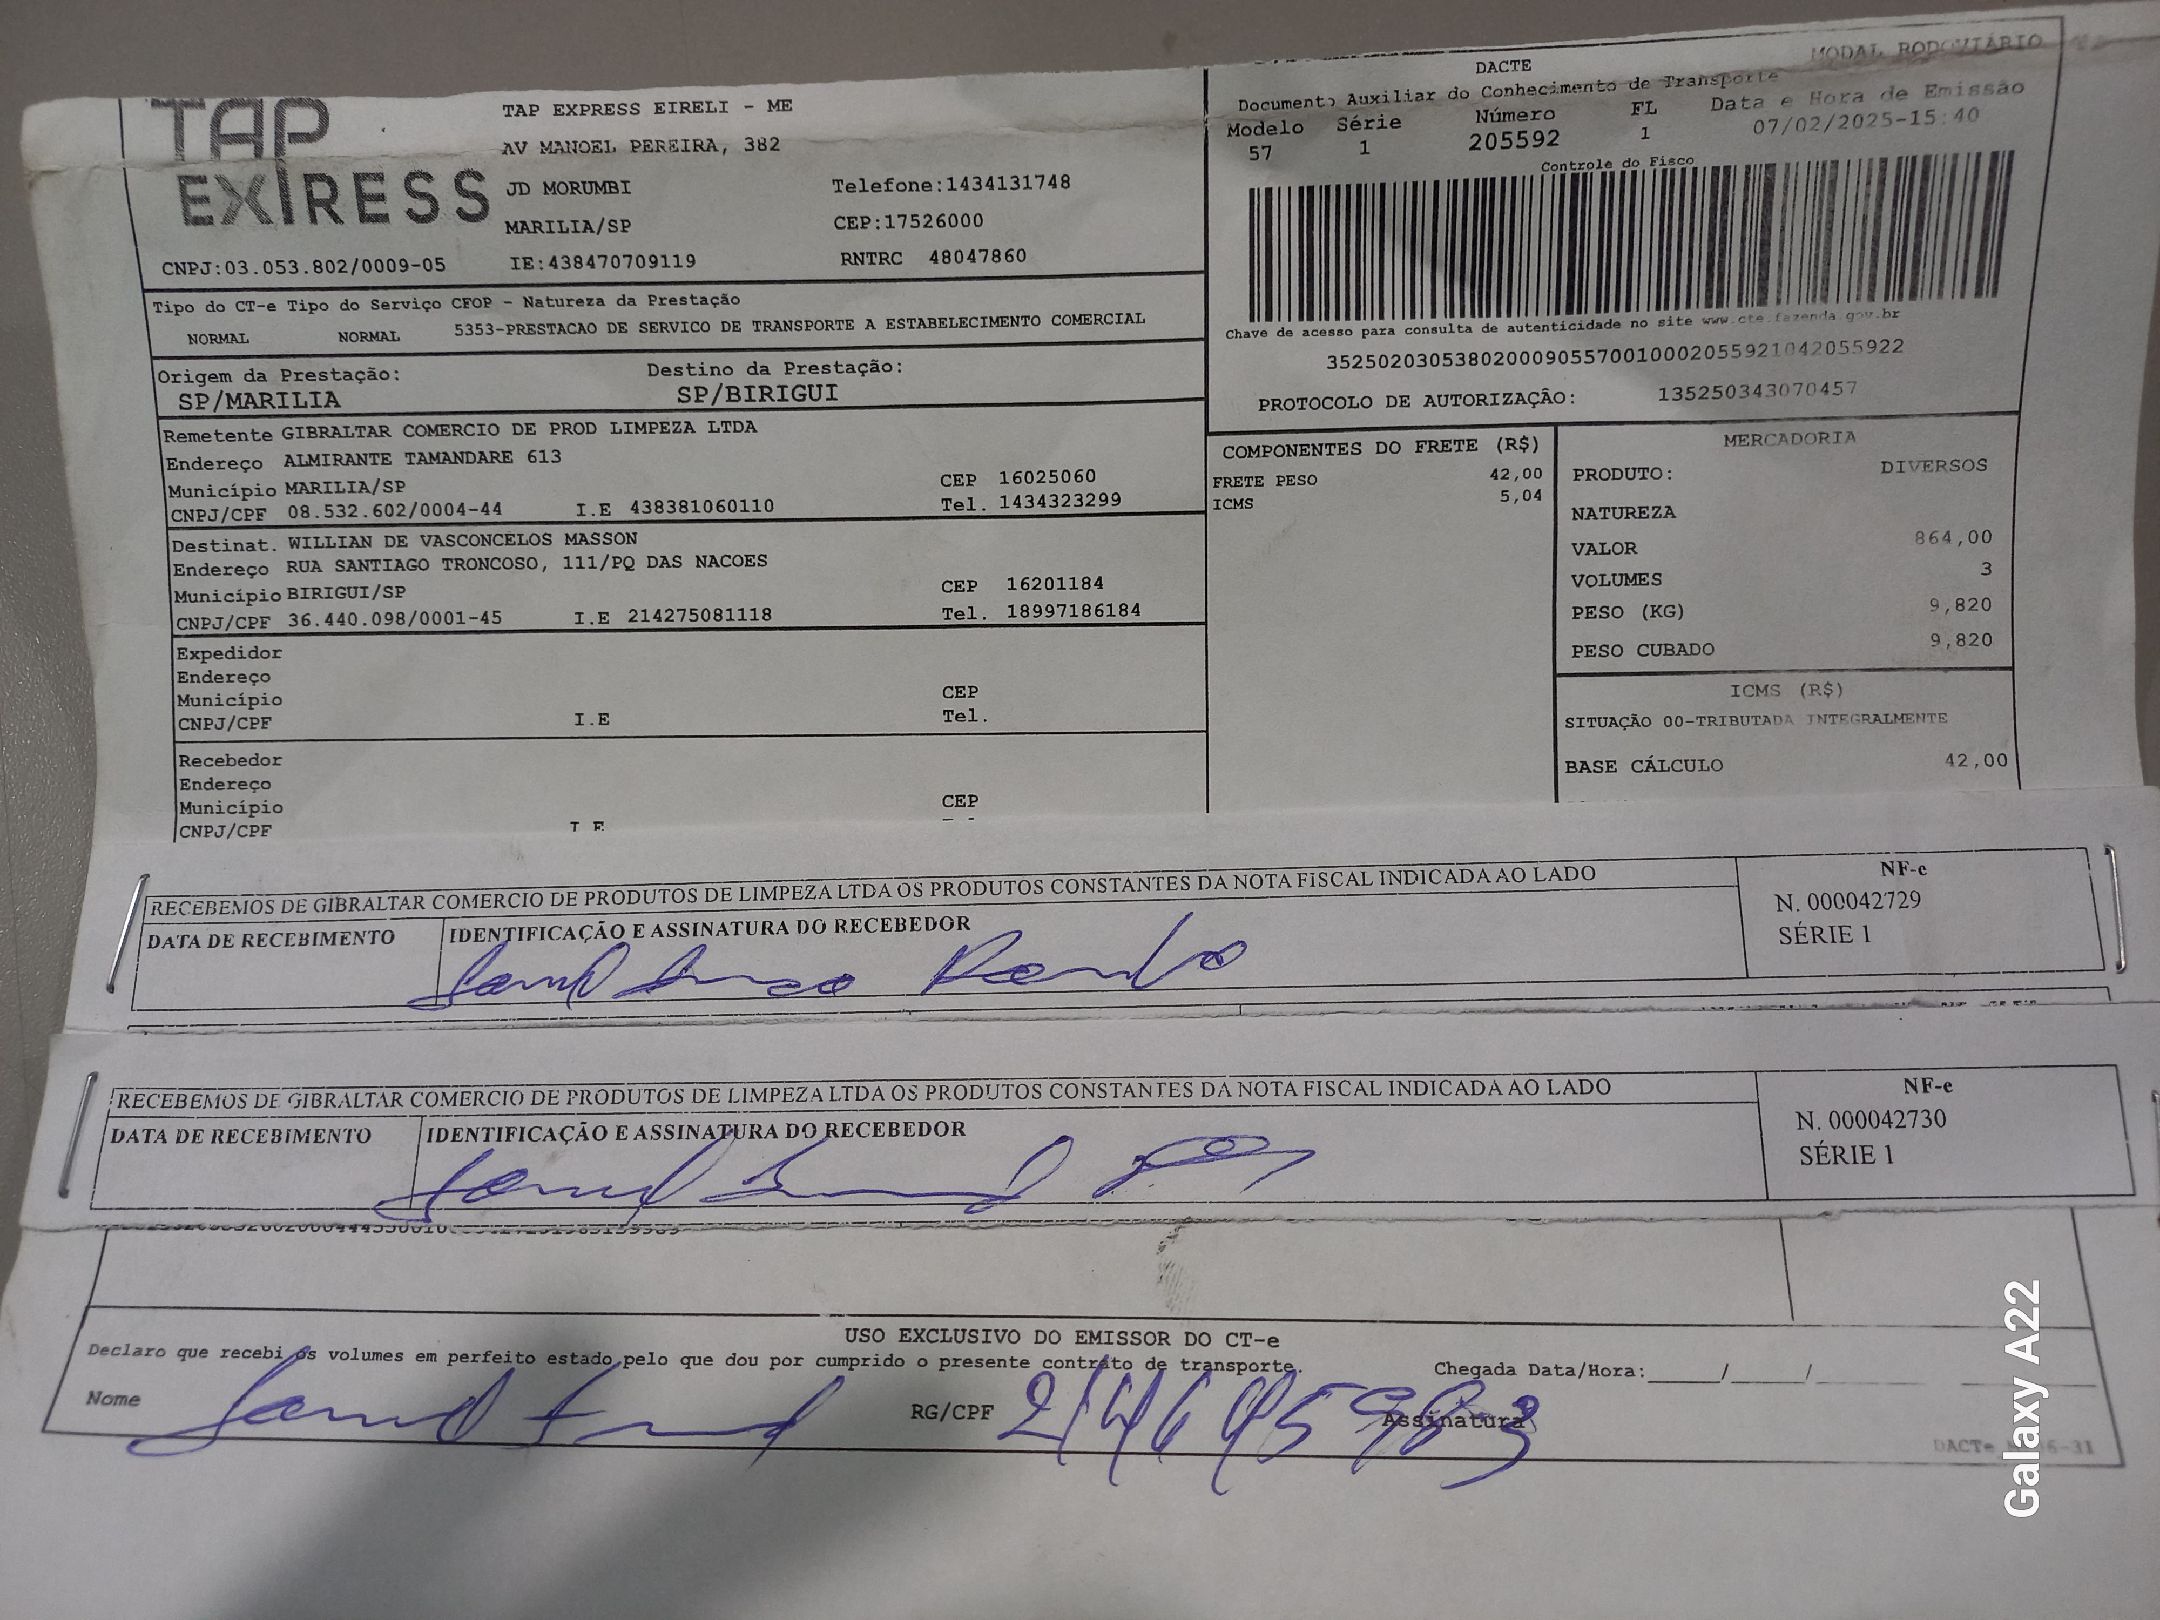 TAP EXPRESS
TAP EXPRESS EIRELI - ME
AV MANOEL PEREIRA, 382
JD MORUMBI Telefone:1434131748
MARILIA/SP CEP:17526000
CNPJ:03.053.802/0009-05 IE:438470709119 RNTRC 48047860
MODAL RODOVIÁRIO
DACTE
Documento Auxiliar do Conhecimento de Transporte
Modelo Série Número FL Data e Hora de Emissão
57 1 205592 1 07/02/2025-15:40
Controle do Fisco
Chave de acesso para consulta de autenticidade no site www.cte.fazenda.gov.br
35250203053802000905570010002055921042055922
PROTOCOLO DE AUTORIZAÇÃO: 135250343070457
Tipo do CT-e Tipo do Serviço CFOP - Natureza da Prestação
NORMAL NORMAL 5353-PRESTACAO DE SERVICO DE TRANSPORTE A ESTABELECIMENTO COMERCIAL
Origem da Prestação: Destino da Prestação:
SP/MARILIA SP/BIRIGUI
Remetente GIBRALTAR COMERCIO DE PROD LIMPEZA LTDA
Endereço ALMIRANTE TAMANDARE 613
Município MARILIA/SP CEP 16025060
CNPJ/CPF 08.532.602/0004-44 I.E 438381060110 Tel. 1434323299
Destinat. WILLIAN DE VASCONCELOS MASSON
Endereço RUA SANTIAGO TRONCOSO, 111/PQ DAS NACOES
Município BIRIGUI/SP CEP 16201184
CNPJ/CPF 36.440.098/0001-45 I.E 214275081118 Tel. 18997186184
Expedidor
Endereço
Município CEP
CNPJ/CPF I.E Tel.
Recebedor
Endereço
Município CEP
CNPJ/CPF I.E
COMPONENTES DO FRETE (R$)
FRETE PESO 42,00
ICMS 5,04
MERCADORIA
PRODUTO: DIVERSOS
NATUREZA
VALOR 864,00
VOLUMES 3
PESO (KG) 9,820
PESO CUBADO 9,820
ICMS (R$)
SITUAÇÃO 00-TRIBUTADA INTEGRALMENTE
BASE CÁLCULO 42,00
RECEBEMOS DE GIBRALTAR COMERCIO DE PRODUTOS DE LIMPEZA LTDA OS PRODUTOS CONSTANTES DA NOTA FISCAL INDICADA AO LADO
DATA DE RECEBIMENTO IDENTIFICAÇÃO E ASSINATURA DO RECEBEDOR
NF-e
N. 000042729
SÉRIE 1
RECEBEMOS DE GIBRALTAR COMERCIO DE PRODUTOS DE LIMPEZA LTDA OS PRODUTOS CONSTANTES DA NOTA FISCAL INDICADA AO LADO
DATA DE RECEBIMENTO IDENTIFICAÇÃO E ASSINATURA DO RECEBEDOR
NF-e
N. 000042730
SÉRIE 1
USO EXCLUSIVO DO EMISSOR DO CT-e
Declaro que recebi os volumes em perfeito estado pelo que dou por cumprido o presente contrato de transporte.
Chegada Data/Hora:____/____/____
Nome RG/CPF Assinatura
DACTe
Galaxy A22